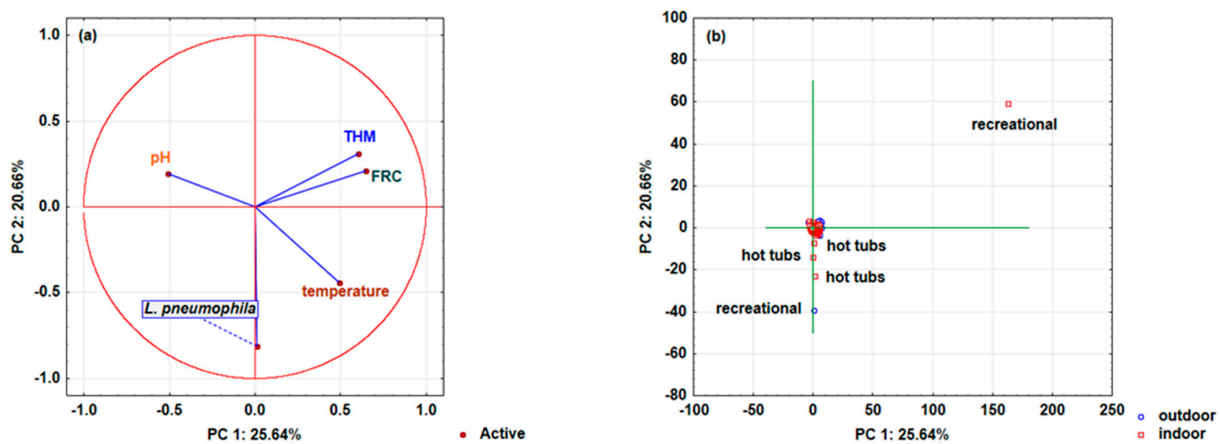 (a)
1.0
0.5
0.0
-0.5
-1.0
PC 2: 20.66%
THM
pH
FRC
temperature
L. pneumophila
-1.0 -0.5 0.0 0.5 1.0
PC 1: 25.64%
Active
(b)
100
80
60
40
20
0
-20
-40
-60
-80
PC 2: 20.66%
recreational
hot tubs
hot tubs
hot tubs
recreational
-100 -50 0 50 100 150 200 250
PC 1: 25.64%
outdoor
indoor